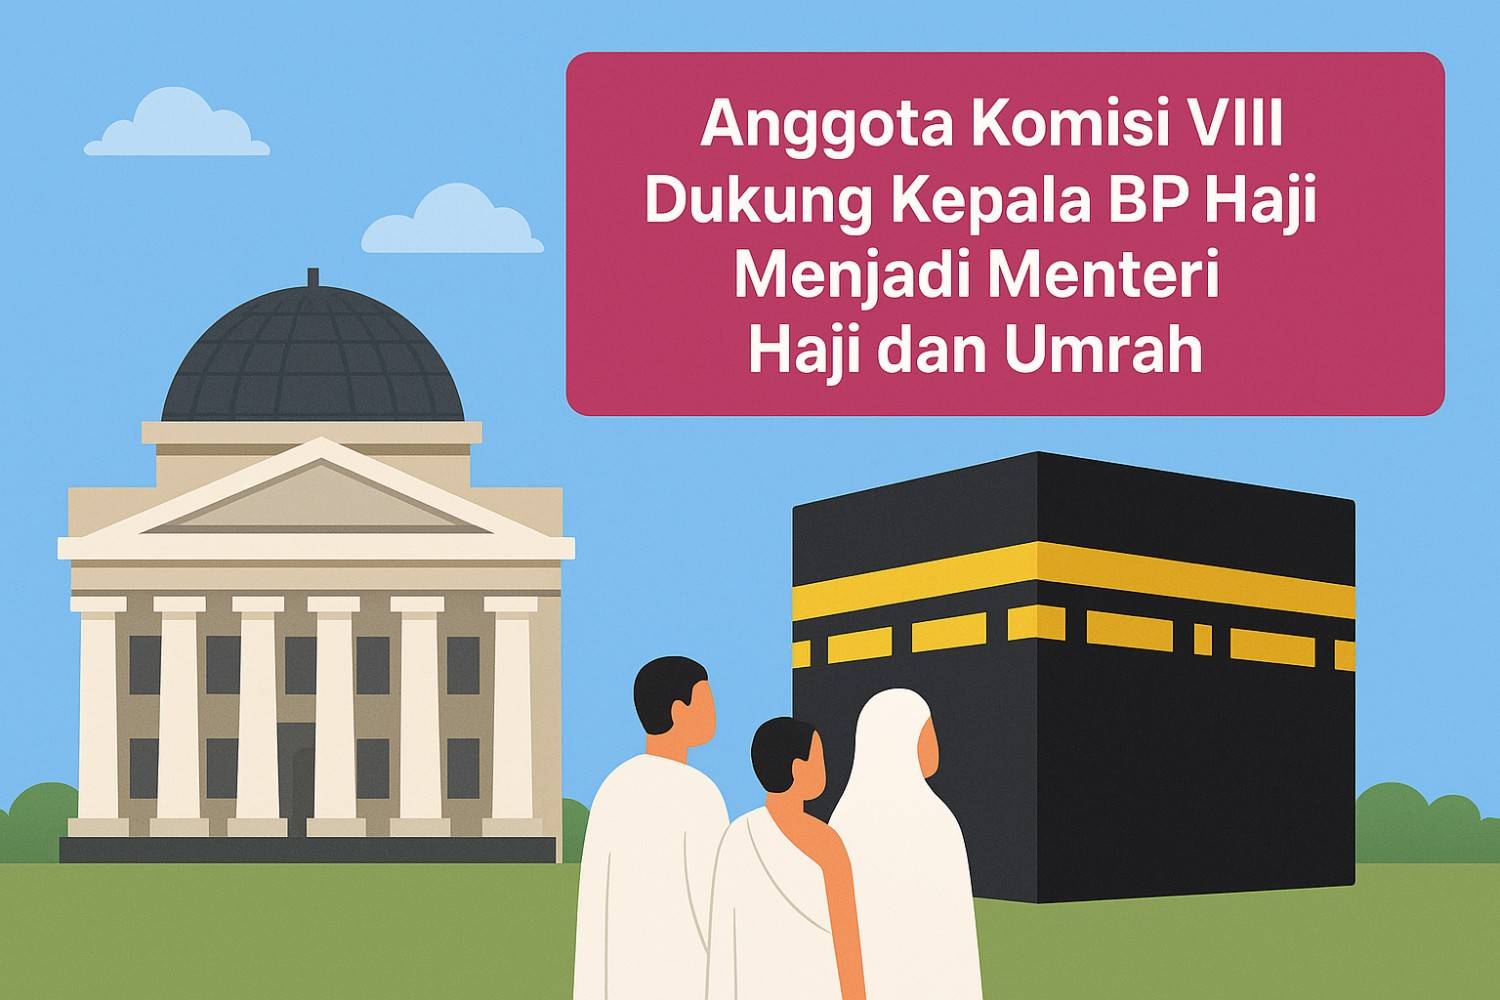 Anggota Komisi VIII
Dukung Kepala BP Haji
Menjadi Menteri
Haji dan Umrah